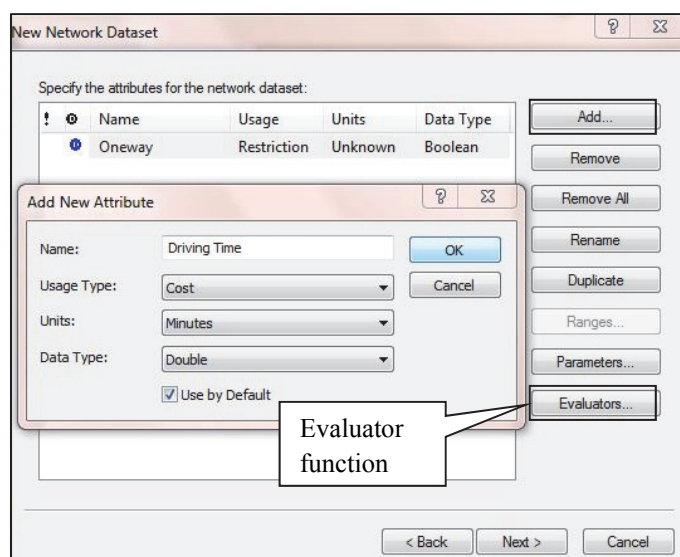 New Network Dataset
Specify the attributes for the network dataset:
! Name Usage Units Data Type
Oneway Restriction Unknown Boolean
Add...
Remove
Remove All
Rename
Duplicate
Ranges...
Parameters...
Evaluators...
Add New Attribute
Name: Driving Time
Usage Type: Cost
Units: Minutes
Data Type: Double
Use by Default
OK
Cancel
Evaluator
function
< Back Next > Cancel